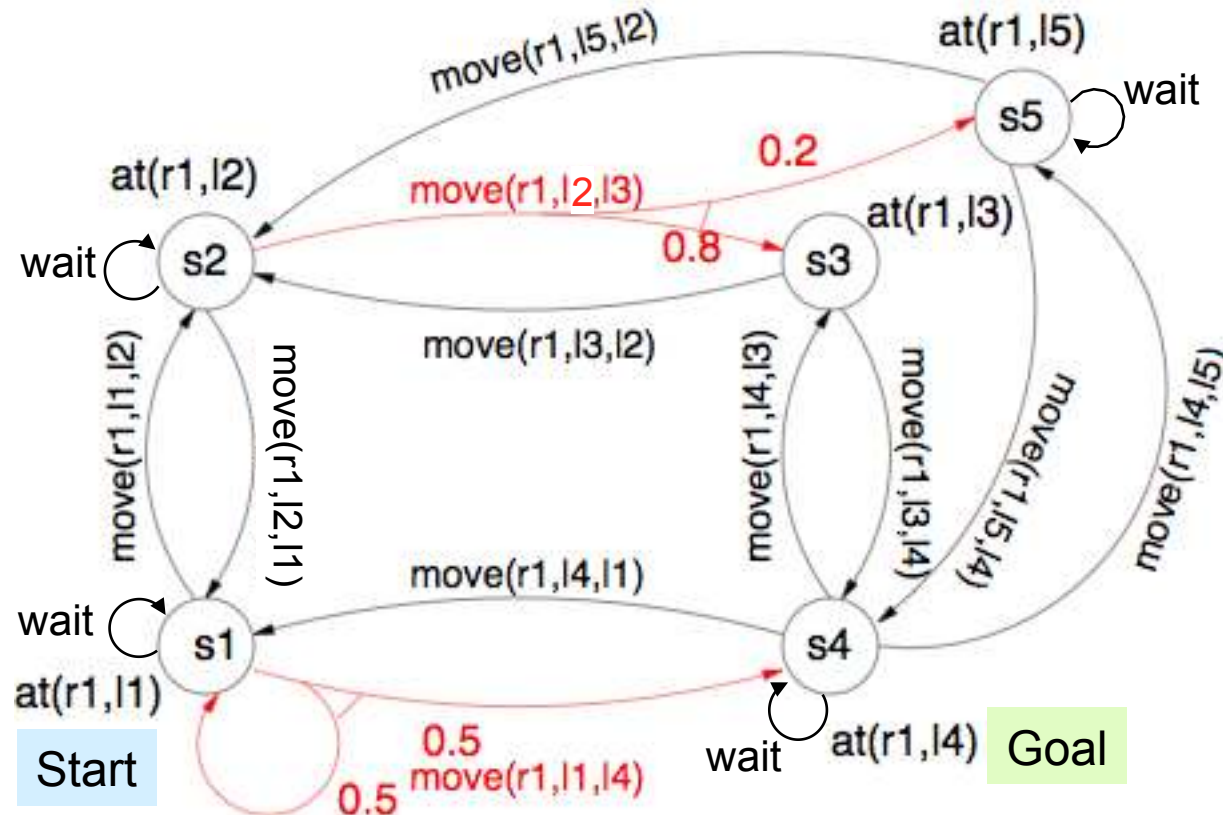 at(r1,l5)
move(r1,l5,l2)
wait
s5
0.2
at(r1,l2)
move(r1,l2,l3)
at(r1,l3)
0.8
wait
s2
s3
move(r1,l3,l2)
move(r1,l1,l2)
move(r1,l2,l1)
move(r1,l4,l3)
move(r1,l3,l4)
move(r1,l5,l4)
move(r1,l4,l5)
move(r1,l4,l1)
wait
s1
s4
at(r1,l1)
0.5
wait
at(r1,l4)
Goal
Start
move(r1,l1,l4)
0.5